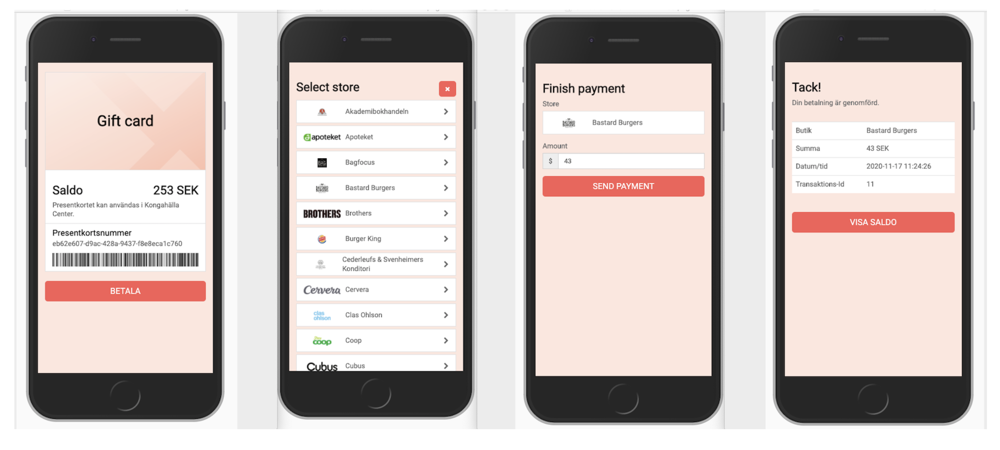 Gift card
Saldo 253 SEK
Presentkortet kan användas i Kongahälla
Center.
Presentkortsnummer
eb62e607-d9ac-428a-9437-f8e8eca1c760
BETALA
Select store
Akademibokhandeln
apoteket Apoteket
BAG Bagfocus
BASTARD BURGERS Bastard Burgers
BROTHERS Brothers
Burger King
Cederleufs & Svenheimers
Konditori
Cervera Cervera
clas
ohlson Clas Ohlson
coop Coop
Cubus Cubus
Finish payment
Store
BASTARD BURGERS Bastard Burgers
Amount
$ 43
SEND PAYMENT
Tack!
Din betalning är genomförd.
Butik Bastard Burgers
Summa 43 SEK
Datum/tid 2020-11-17 11:24:26
Transaktions-Id 11
VISA SALDO